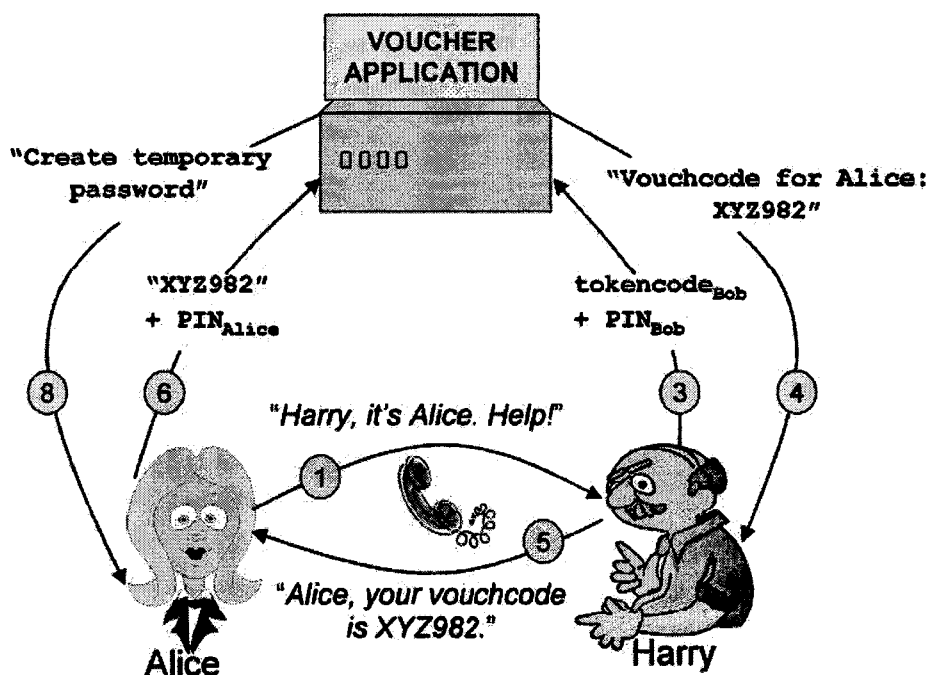 VOUCHER
APPLICATION
"Create temporary
password"
"Vouchcode for Alice:
XYZ982"
"XYZ982"
+ PINAlice
tokencodeBob
+ PINBob
8
6
3
4
"Harry, it's Alice. Help!"
1
5
"Alice, your vouchcode
is XYZ982."
Alice
Harry